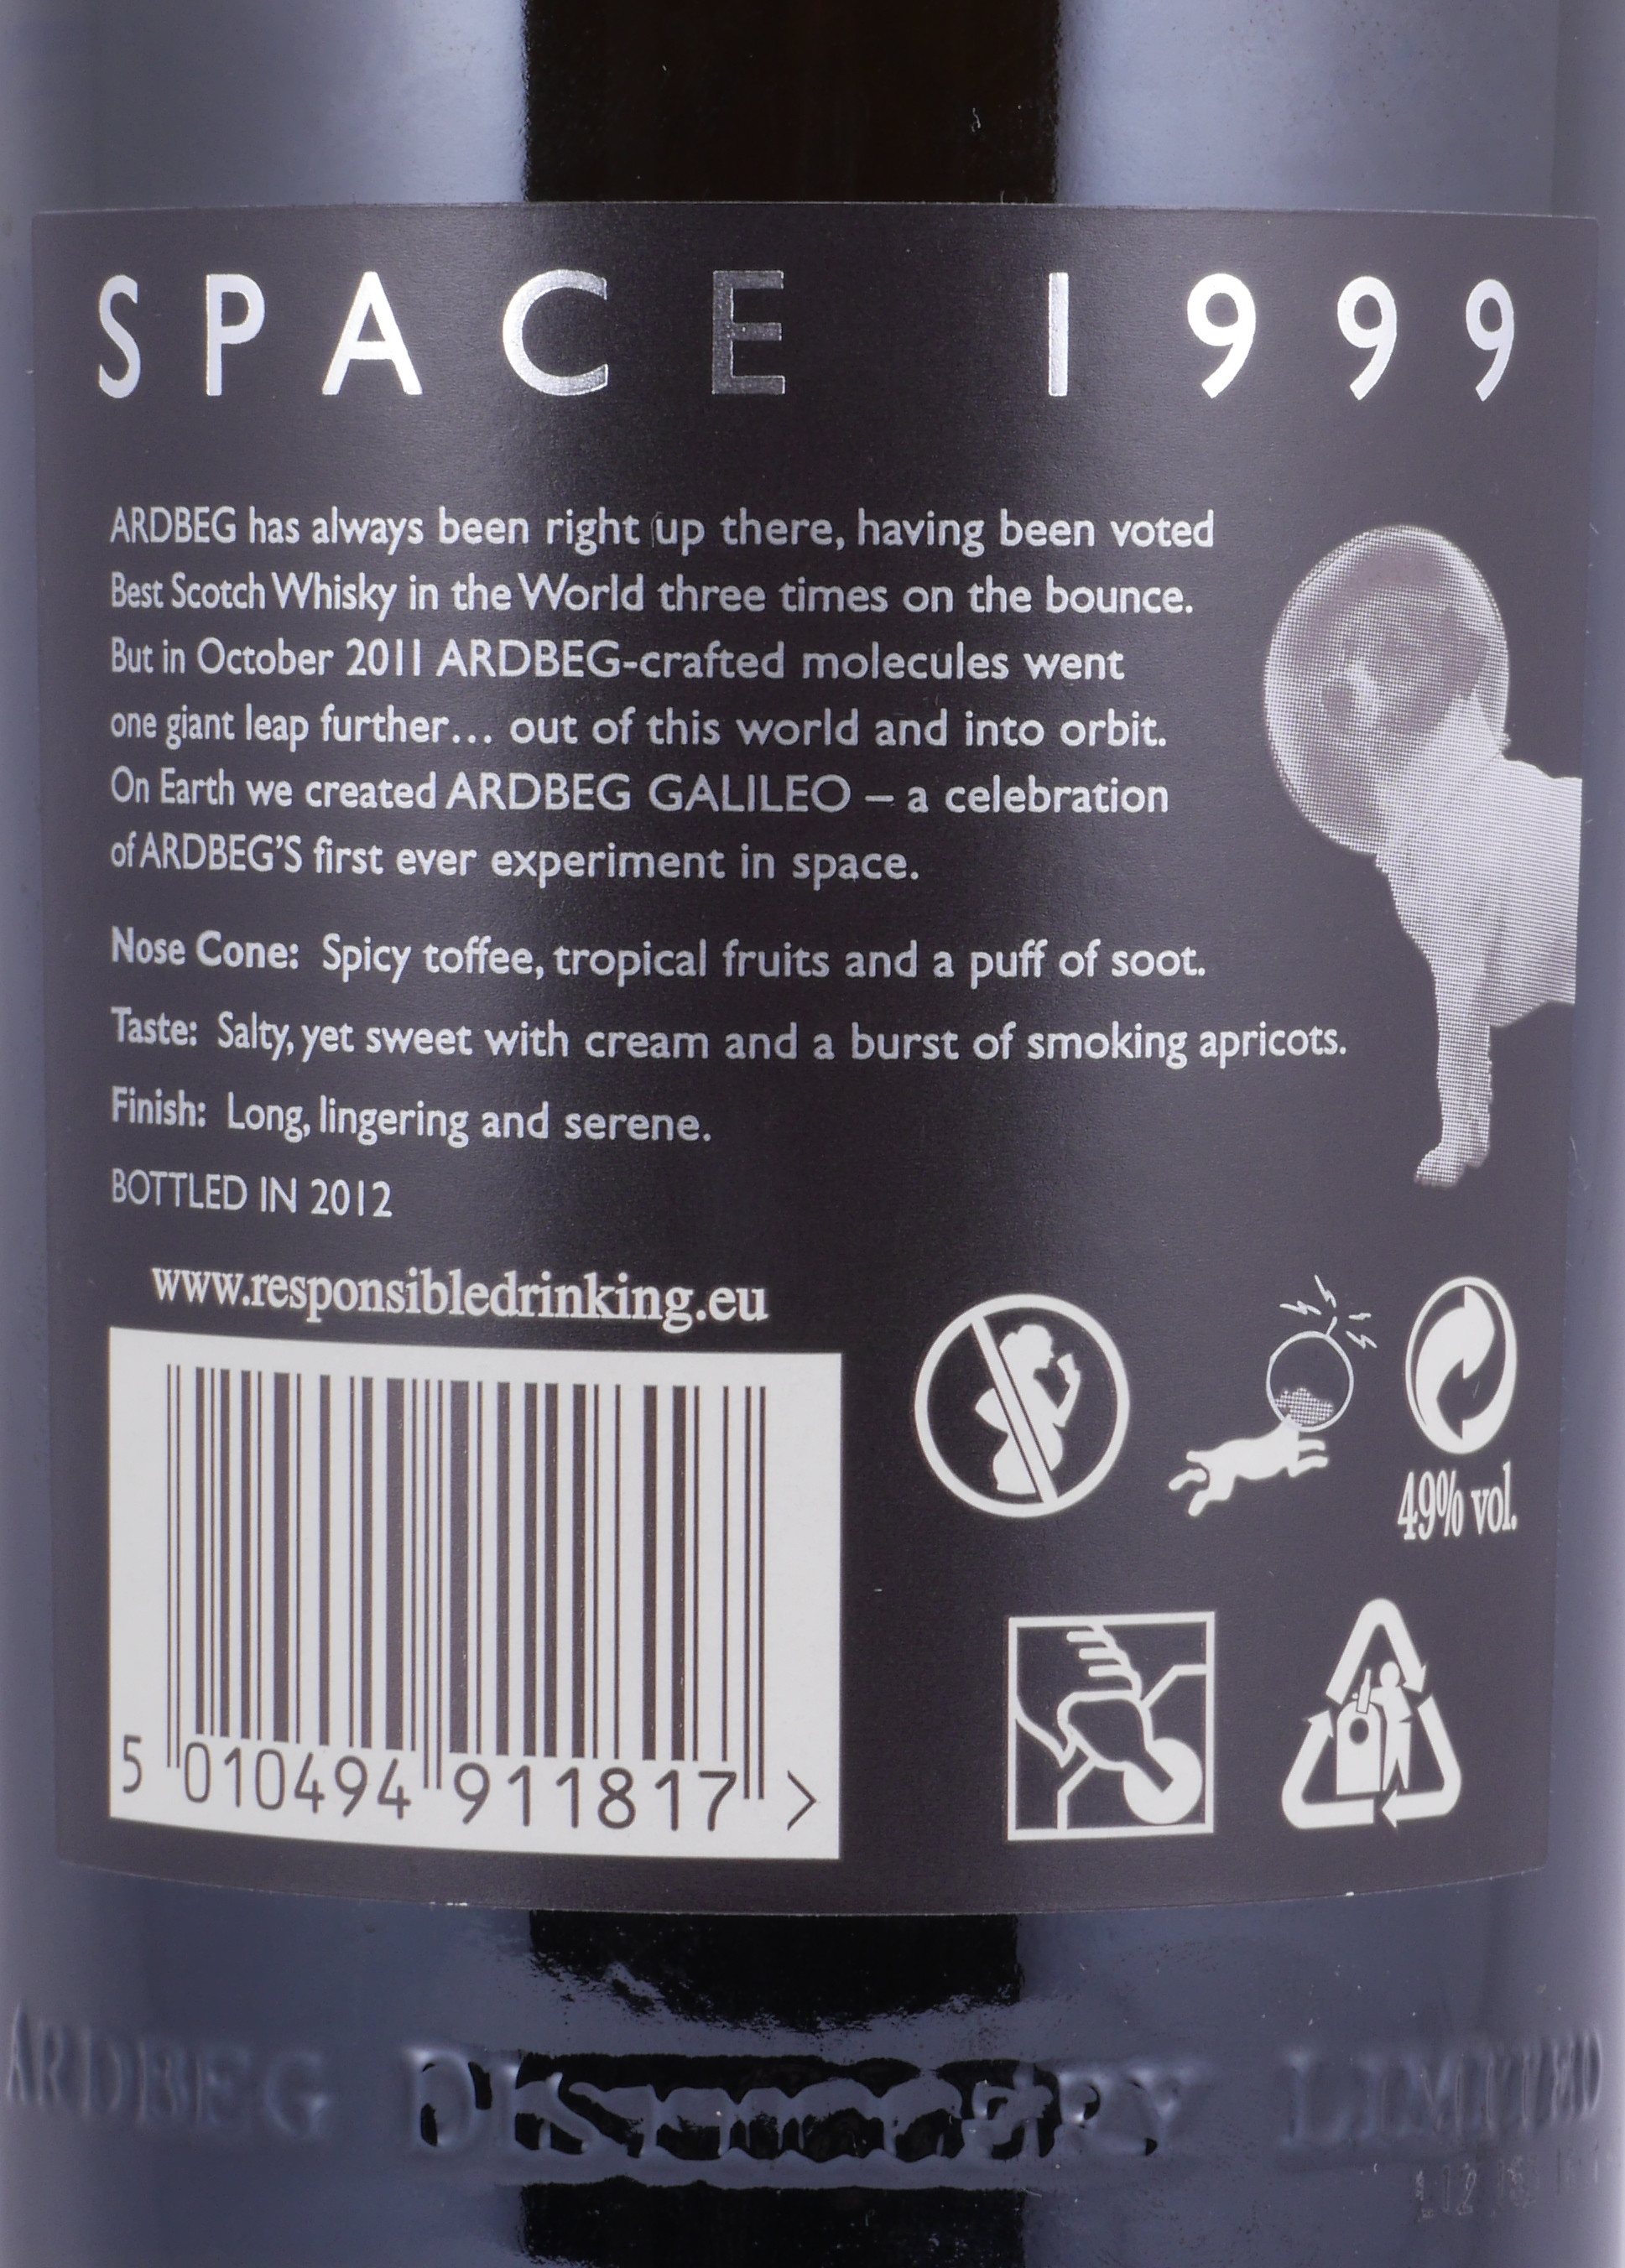 SPACE 1999
ARDBEG has always been right up there, having been voted
Best Scotch Whisky in the World three times on the bounce.
But in October 2011 ARDBEG-crafted molecules went
one giant leap further... out of this world and into orbit.
On Earth we created ARDBEG GALILEO – a celebration
of ARDBEG'S first ever experiment in space.
Nose Cone: Spicy toffee, tropical fruits and a puff of soot.
Taste: Salty, yet sweet with cream and a burst of smoking apricots.
Finish: Long, lingering and serene.
BOTTLED IN 2012
www.responsibledrinking.eu
49% vol.
5 010494 911817 >
ARDBEG DISTILLERY LIMITED